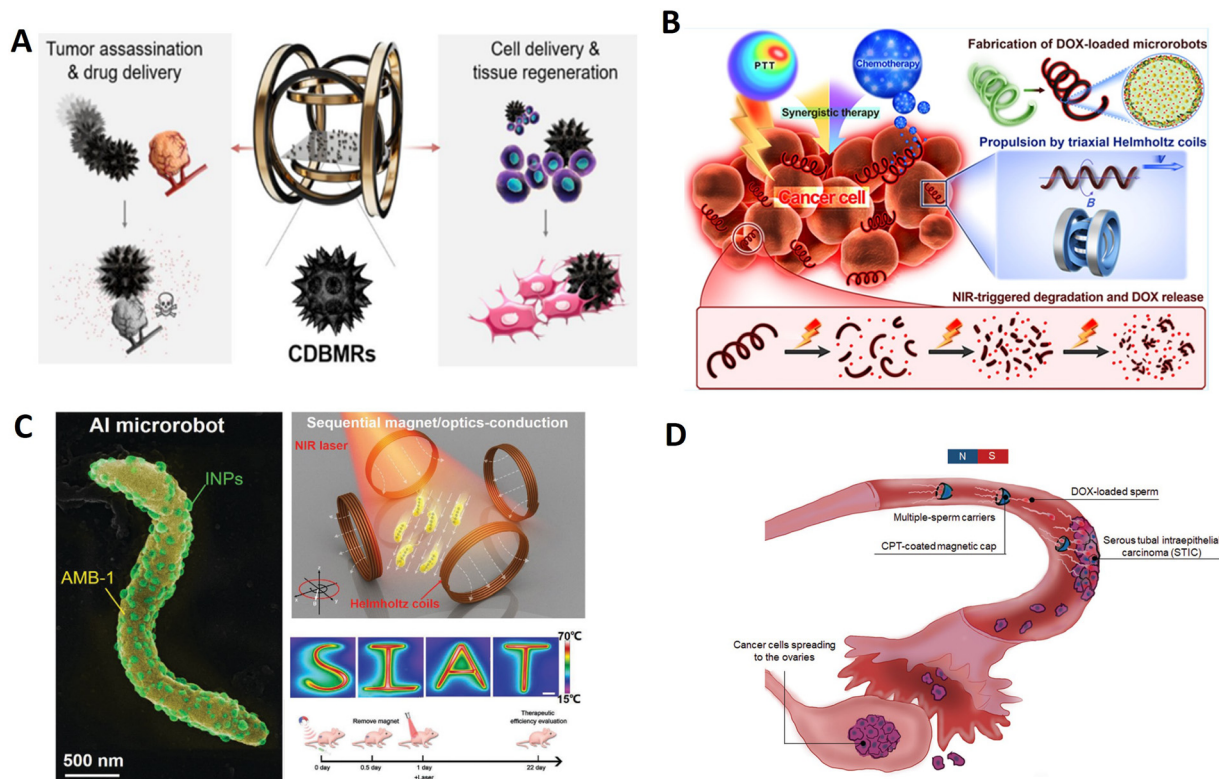 A
Tumor assassination
& drug delivery
Cell delivery &
tissue regeneration
CDBMRs
B
PTT
Chemotherapy
Synergistic therapy
Cancer cell
Fabrication of DOX-loaded microrobots
Propulsion by triaxial Helmholtz coils
V
B
NIR-triggered degradation and DOX release
C
AI microrobot
INPs
AMB-1
500 nm
Sequential magnet/optics-conduction
NIR laser
Helmholtz coils
SIAT
70℃
15℃
Remove magnet
Therapeutic
efficiency evaluation
0 day
0.5 day
1 day
+Laser
22 day
D
N S
DOX-loaded sperm
Multiple-sperm carriers
CPT-coated magnetic cap
Serous tubal intraepithelial
carcinoma (STIC)
Cancer cells spreading
to the ovaries